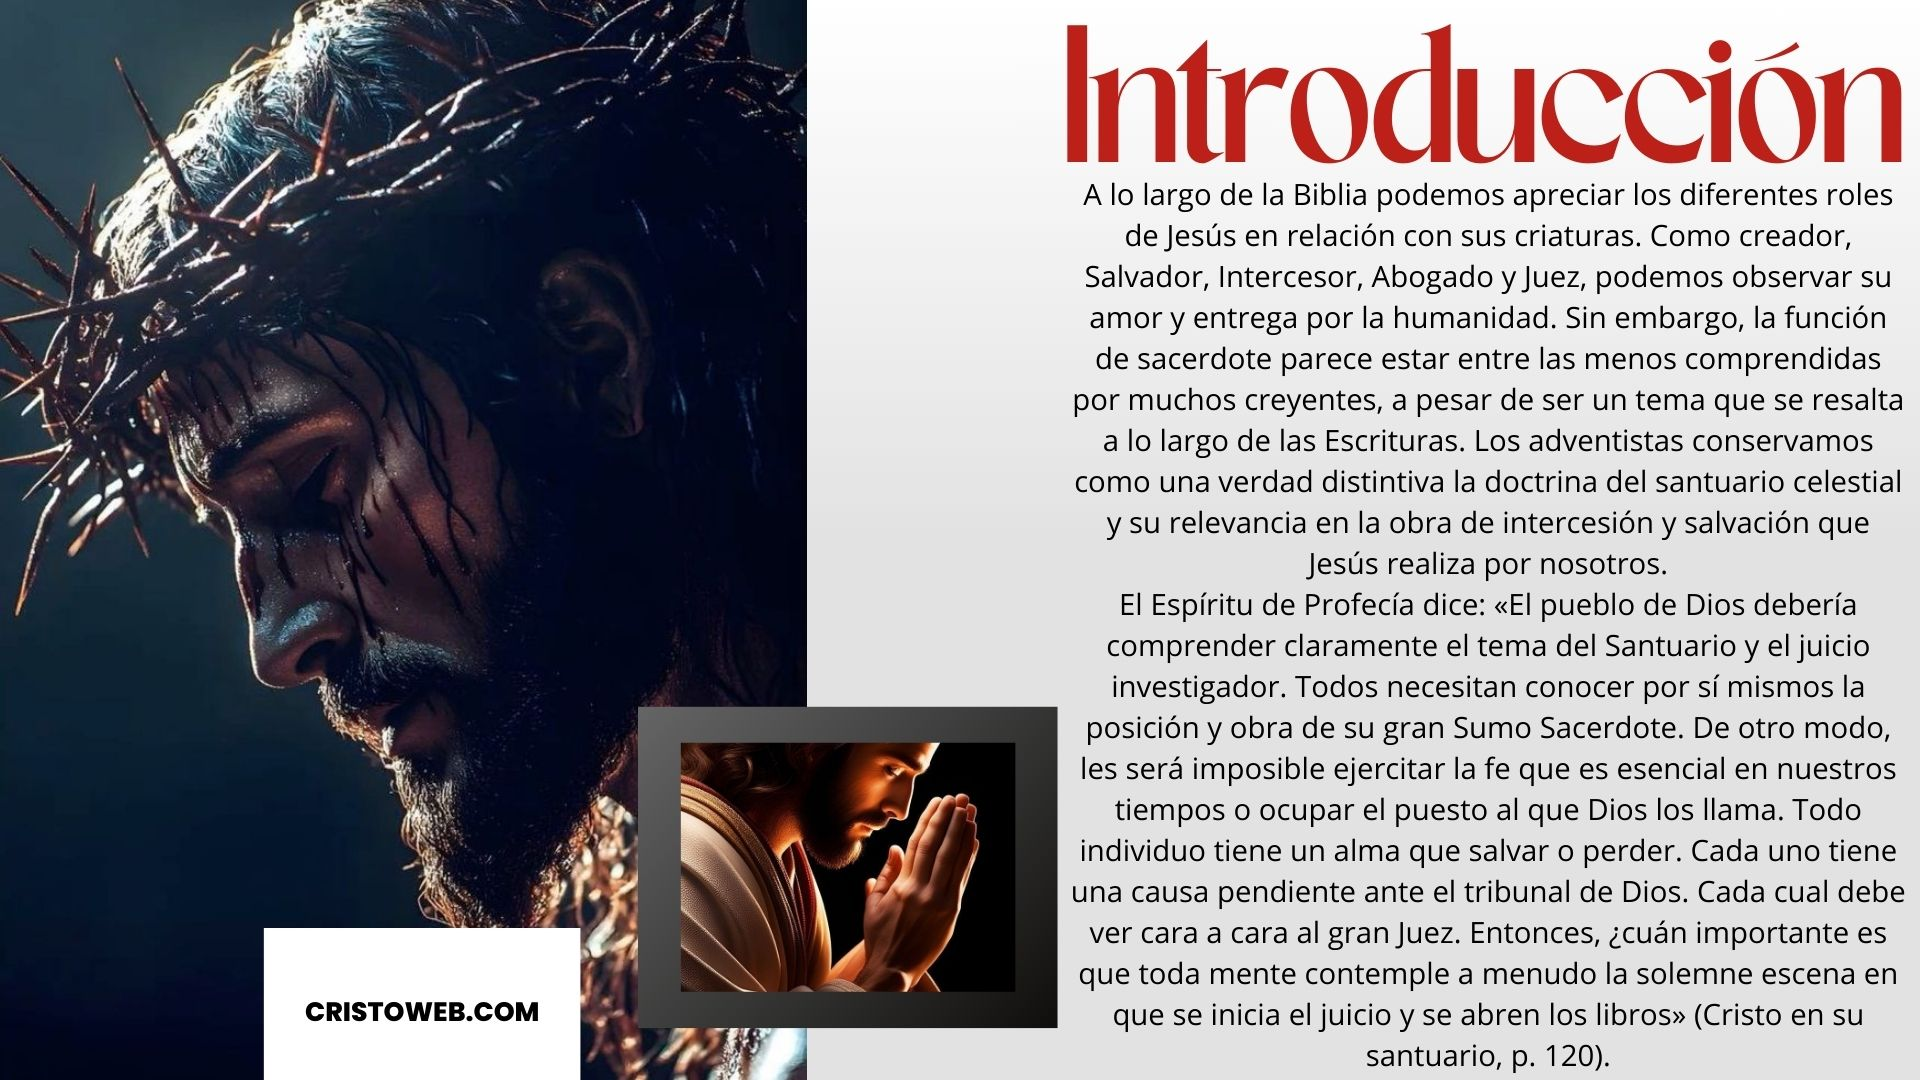 Introducción
A lo largo de la Biblia podemos apreciar los diferentes roles
de Jesús en relación con sus criaturas. Como creador,
Salvador, Intercesor, Abogado y Juez, podemos observar su
amor y entrega por la humanidad. Sin embargo, la función
de sacerdote parece estar entre las menos comprendidas
por muchos creyentes, a pesar de ser un tema que se resalta
a lo largo de las Escrituras. Los adventistas conservamos
como una verdad distintiva la doctrina del santuario celestial
y su relevancia en la obra de intercesión y salvación que
Jesús realiza por nosotros.
El Espíritu de Profecía dice: «El pueblo de Dios debería
comprender claramente el tema del Santuario y el juicio
investigador. Todos necesitan conocer por sí mismos la
posición y obra de su gran Sumo Sacerdote. De otro modo,
les será imposible ejercitar la fe que es esencial en nuestros
tiempos o ocupar el puesto al que Dios los llama. Todo
individuo tiene un alma que salvar o perder. Cada uno tiene
una causa pendiente ante el tribunal de Dios. Cada cual debe
ver cara a cara al gran Juez. Entonces, ¿cuán importante es
que toda mente contemple a menudo la solemne escena en
que se inicia el juicio y se abren los libros» (Cristo en su
santuario, p. 120).
CRISTOWEB.COM